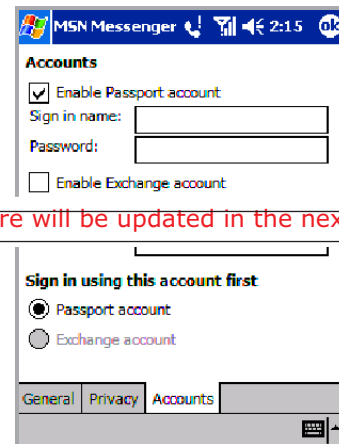 MSN Messenger 2:15 ok
Accounts
Enable Passport account
Sign in name:
Password:
Enable Exchange account
re will be updated in the nex
Sign in using this account first
Passport account
Exchange account
General Privacy Accounts